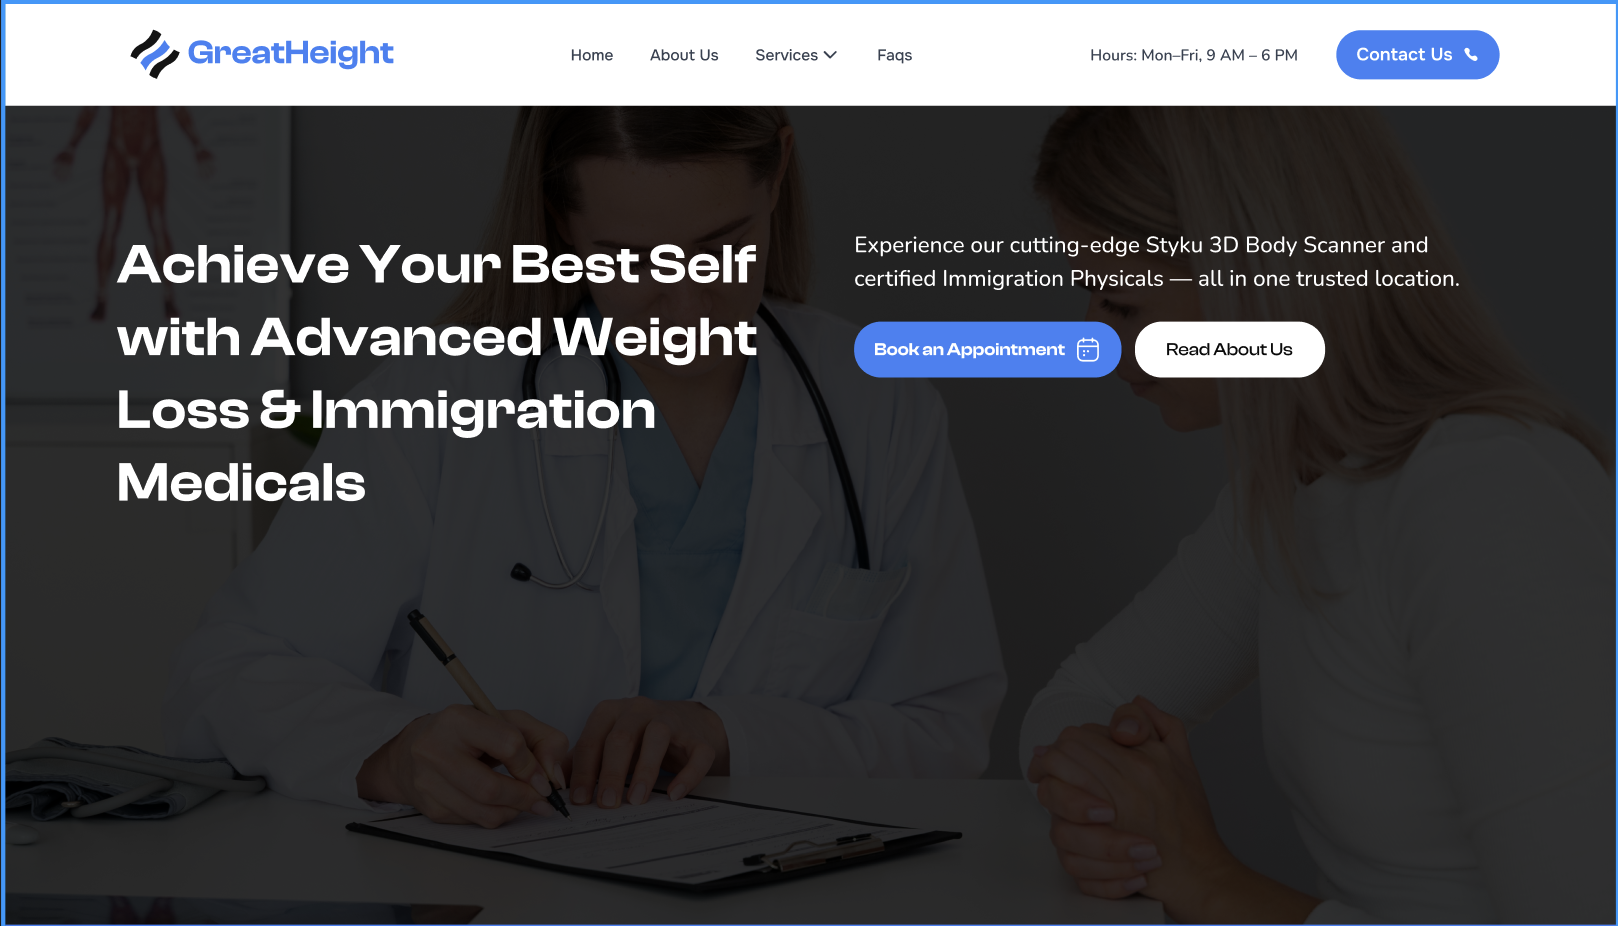 GreatHeight
Home
About Us
Services
Faqs
Hours: Mon–Fri, 9 AM – 6 PM
Contact Us
Achieve Your Best Self
with Advanced Weight
Loss & Immigration
Medicals
Experience our cutting-edge Styku 3D Body Scanner and
certified Immigration Physicals — all in one trusted location.
Book an Appointment
Read About Us